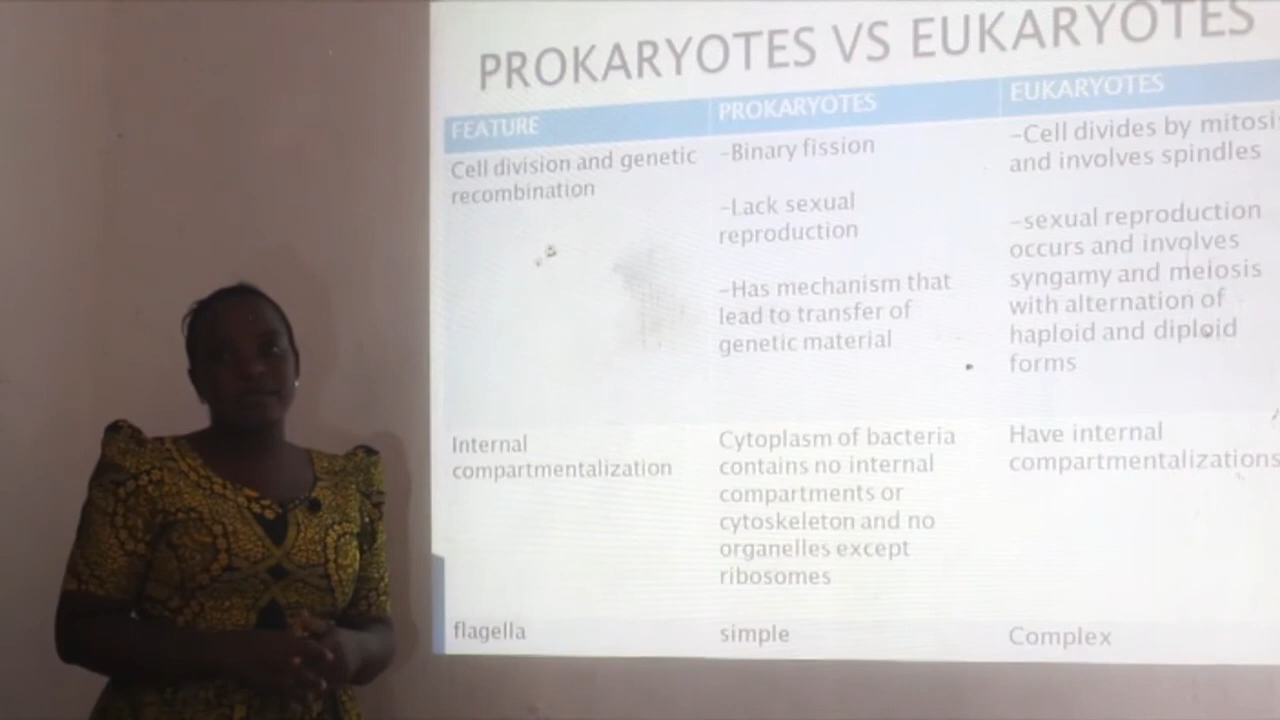 PROKARYOTES VS EUKARYOTES
FEATURE
PROKARYOTES
EUKARYOTES
Cell division and genetic
recombination
-Binary fission
-Lack sexual
reproduction
-Has mechanism that
lead to transfer of
genetic material
-Cell divides by mitosi
and involves spindles
-sexual reproduction
occurs and involves
syngamy and meiosis
with alternation of
haploid and diploid
forms
Internal
compartmentalization
Cytoplasm of bacteria
contains no internal
compartments or
cytoskeleton and no
organelles except
ribosomes
Have internal
compartmentalizations
flagella
simple
Complex